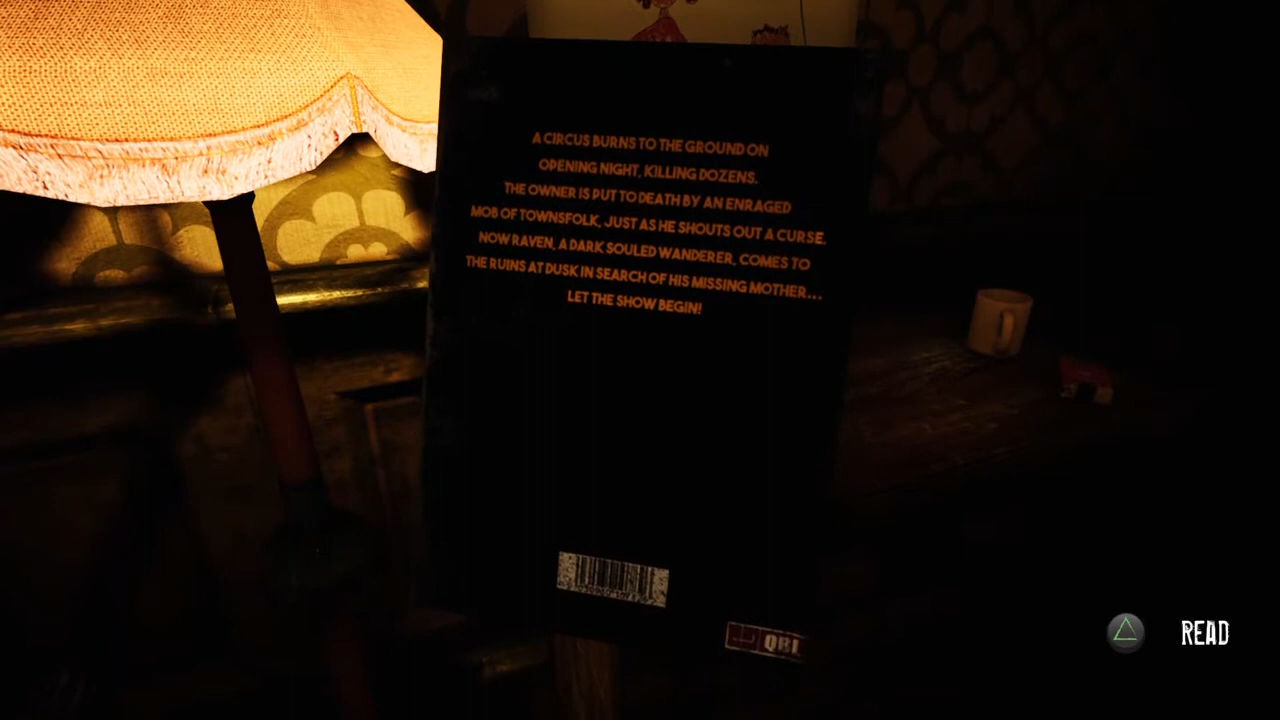 A CIRCUS BURNS TO THE GROUND ON
OPENING NIGHT, KILLING DOZENS.
THE OWNER IS PUT TO DEATH BY AN ENRAGED
MOB OF TOWNSFOLK, JUST AS HE SHOUTS OUT A CURSE.
NOW RAVEN, A DARK SOULED WANDERER, COMES TO
THE RUINS AT DUSK IN SEARCH OF HIS MISSING MOTHER...
LET THE SHOW BEGIN!
READ